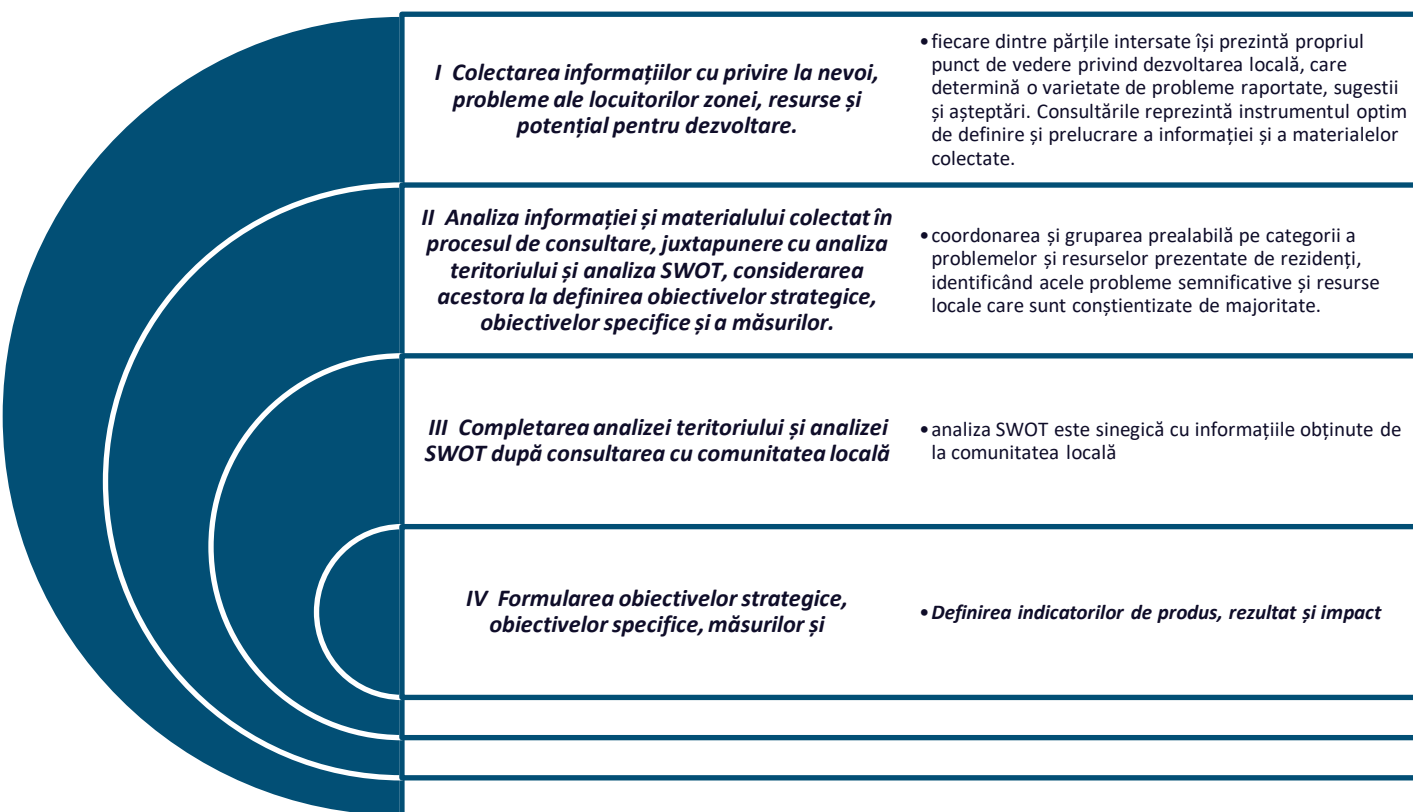 I Colectarea informațiilor cu privire la nevoi,
probleme ale locuitorilor zonei, resurse și
potențial pentru dezvoltare.
•fiecare dintre părțile intersate își prezintă propriul
punct de vedere privind dezvoltarea locală, care
determină o varietate de probleme raportate, sugestii
și așteptări. Consultările reprezintă instrumentul optim
de definire și prelucrare a informației și a materialelor
colectate.
II Analiza informației și materialului colectat în
procesul de consultare, juxtapunere cu analiza
teritoriului și analiza SWOT, considerarea
acestora la definirea obiectivelor strategice,
obiectivelor specifice și a măsurilor.
•coordonarea și gruparea prealabilă pe categorii a
problemelor și resurselor prezentate de rezidenți,
identificând acele probleme semnificative și resurse
locale care sunt conștientizate de majoritate.
III Completarea analizei teritoriului și analizei
SWOT după consultarea cu comunitatea locală
•analiza SWOT este sinegică cu informațiile obținute de
la comunitatea locală
IV Formularea obiectivelor strategice,
obiectivelor specifice, măsurilor și
•Definirea indicatorilor de produs, rezultat și impact